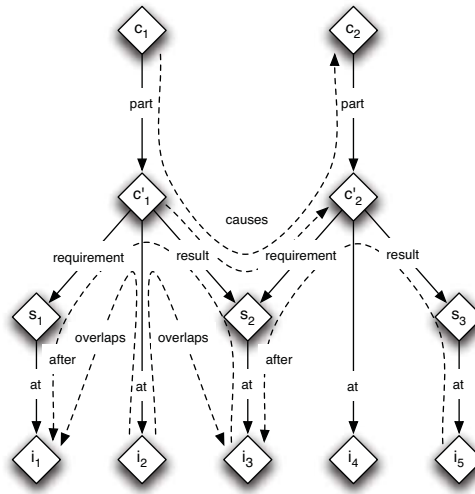 c1 c2
part part
c'1 c'2
causes
requirement result requirement result
s1 s2 s3
overlaps overlaps
after after
at at at at at
i1 i2 i3 i4 i5